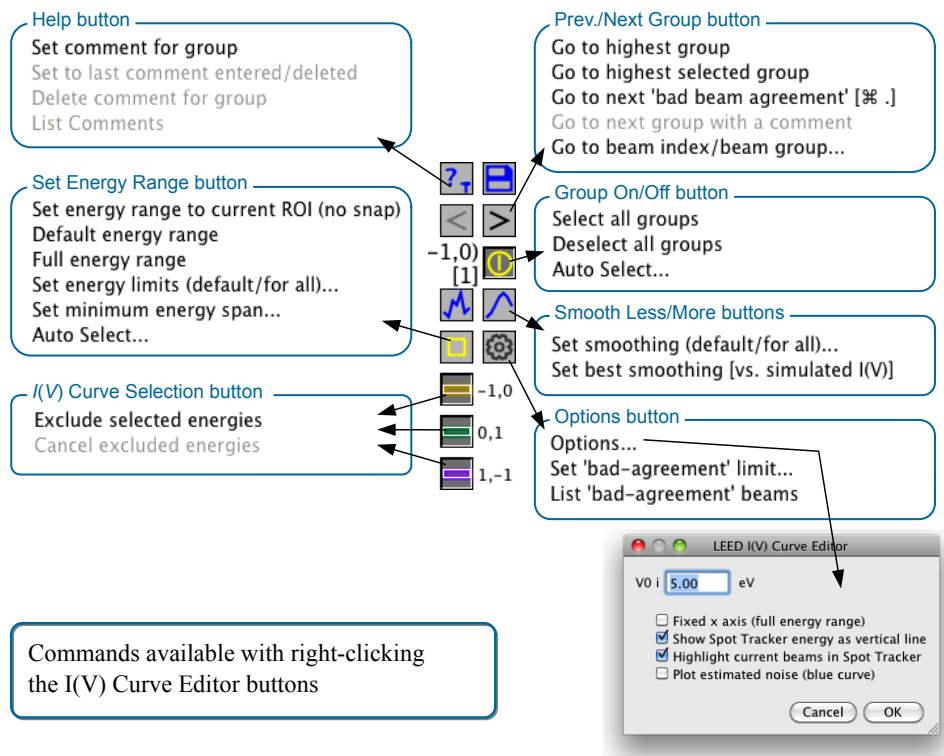 Help button
Set comment for group
Set to last comment entered/deleted
Delete comment for group
List Comments
Prev./Next Group button
Go to highest group
Go to highest selected group
Go to next 'bad beam agreement' [⌘ .]
Go to next group with a comment
Go to beam index/beam group...
Set Energy Range button
Set energy range to current ROI (no snap)
Default energy range
Full energy range
Set energy limits (default/for all)...
Set minimum energy span...
Auto Select...
?T
<
>
−1,0)
[1]
Group On/Off button
Select all groups
Deselect all groups
Auto Select...
Smooth Less/More buttons
Set smoothing (default/for all)...
Set best smoothing [vs. simulated I(V)]
I(V) Curve Selection button
Exclude selected energies
Cancel excluded energies
−1,0
0,1
1,−1
Options button
Options...
Set 'bad-agreement' limit...
List 'bad-agreement' beams
LEED I(V) Curve Editor
V0 i 5.00 eV
Fixed x axis (full energy range)
Show Spot Tracker energy as vertical line
Highlight current beams in Spot Tracker
Plot estimated noise (blue curve)
Cancel OK
Commands available with right-clicking
the I(V) Curve Editor buttons